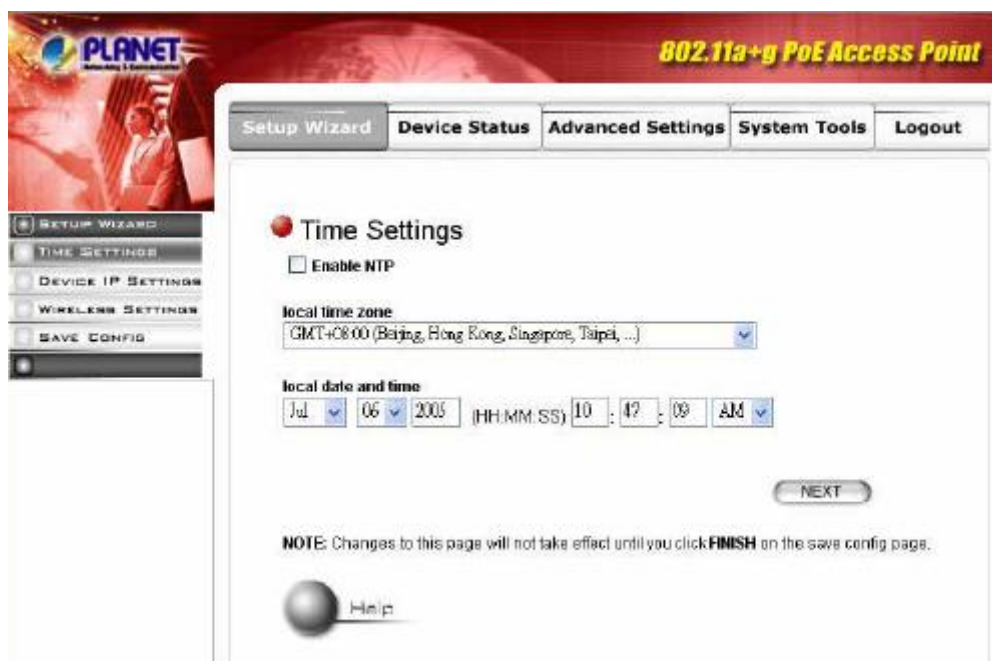 PLANET
Networking & Communication
802.11a+g PoE Access Point
Setup Wizard
Device Status
Advanced Settings
System Tools
Logout
SETUP WIZARD
TIME SETTINGS
DEVICE IP SETTINGS
WIRELESS SETTINGS
SAVE CONFIG
Time Settings
Enable NTP
local time zone
GMT+08:00 (Beijing, Hong Kong, Singapore, Taipei, ...)
local date and time
Jul 06 2005 (HH:MM:SS) 10 : 47 : 09 AM
NEXT
NOTE: Changes to this page will not take effect until you click FINISH on the save config page.
Help